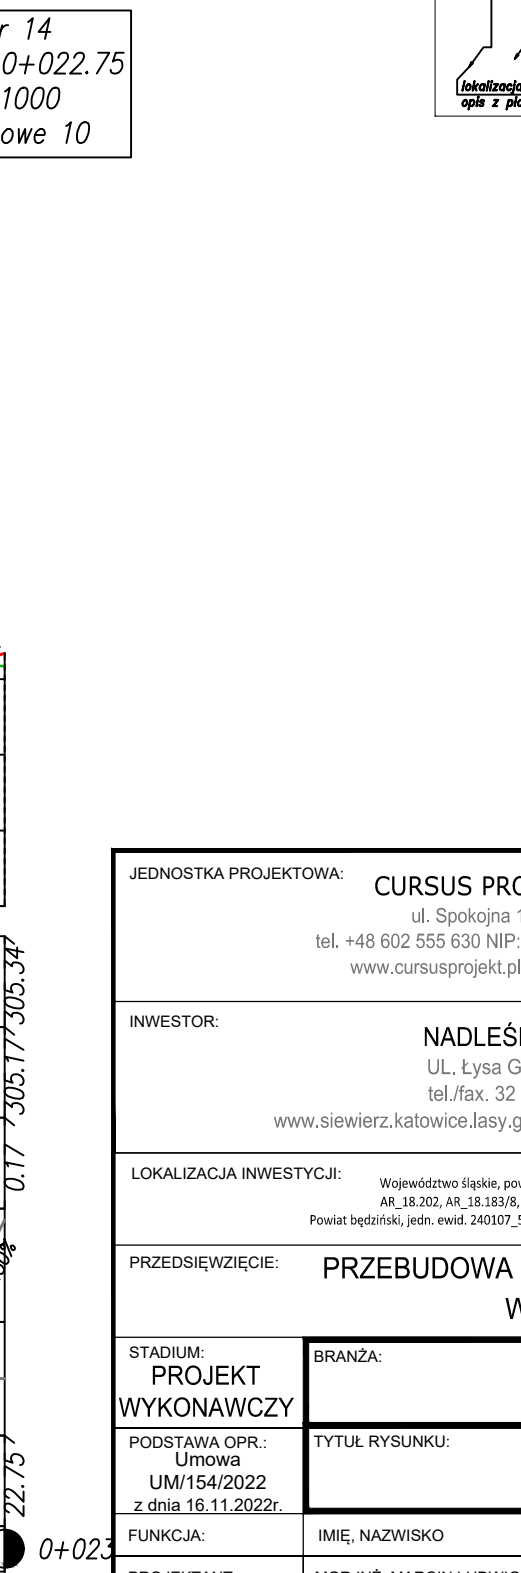 r 14
0+022.75
1000
owe 10
lokalizacja
opis z
JEDNOSTKA PROJEKTOWA:
CURSUS PRO
ul. Spokojna 1
tel. +48 602 555 630 NIP:
www.cursusprojekt.pl
INWESTOR:
NADLEŚ
UL. Łysa G
tel./fax. 32
www.siewierz.katowice.lasy.g
LOKALIZACJA INWESTYCJI:
Województwo śląskie, pow
AR_18.202, AR_18.183/8,
Powiat będziński, jedn. ewid. 240107_5
PRZEDSIĘWZIĘCIE:
PRZEBUDOWA
W
STADIUM:
PROJEKT
WYKONAWCZY
BRANŻA:
PODSTAWA OPR.:
Umowa
UM/154/2022
z dnia 16.11.2022r.
TYTUŁ RYSUNKU:
FUNKCJA:
IMIĘ, NAZWISKO
305.34
305.17
0.17
22.75
0+023